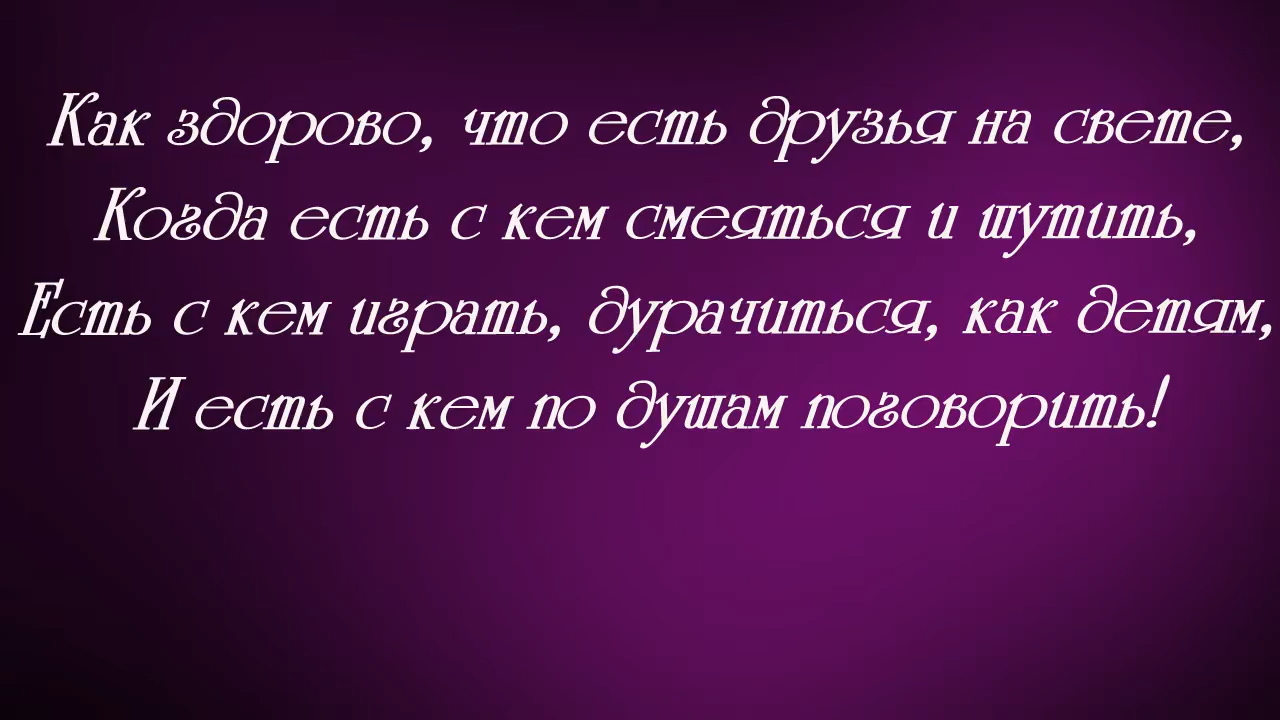 Как здорово, что есть друзья на свете,
Когда есть с кем смеяться и шутить,
Есть с кем играть, дурачиться, как детям,
И есть с кем по душам поговорить!